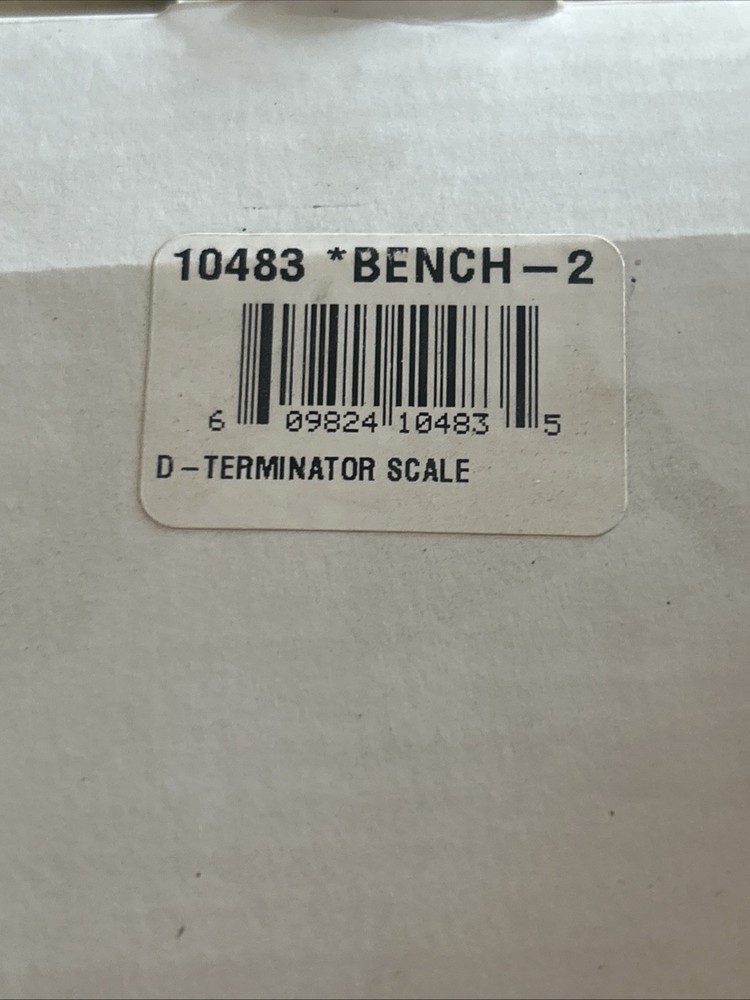 10483 *BENCH-2
6 09824 10483 5
D-TERMINATOR SCALE